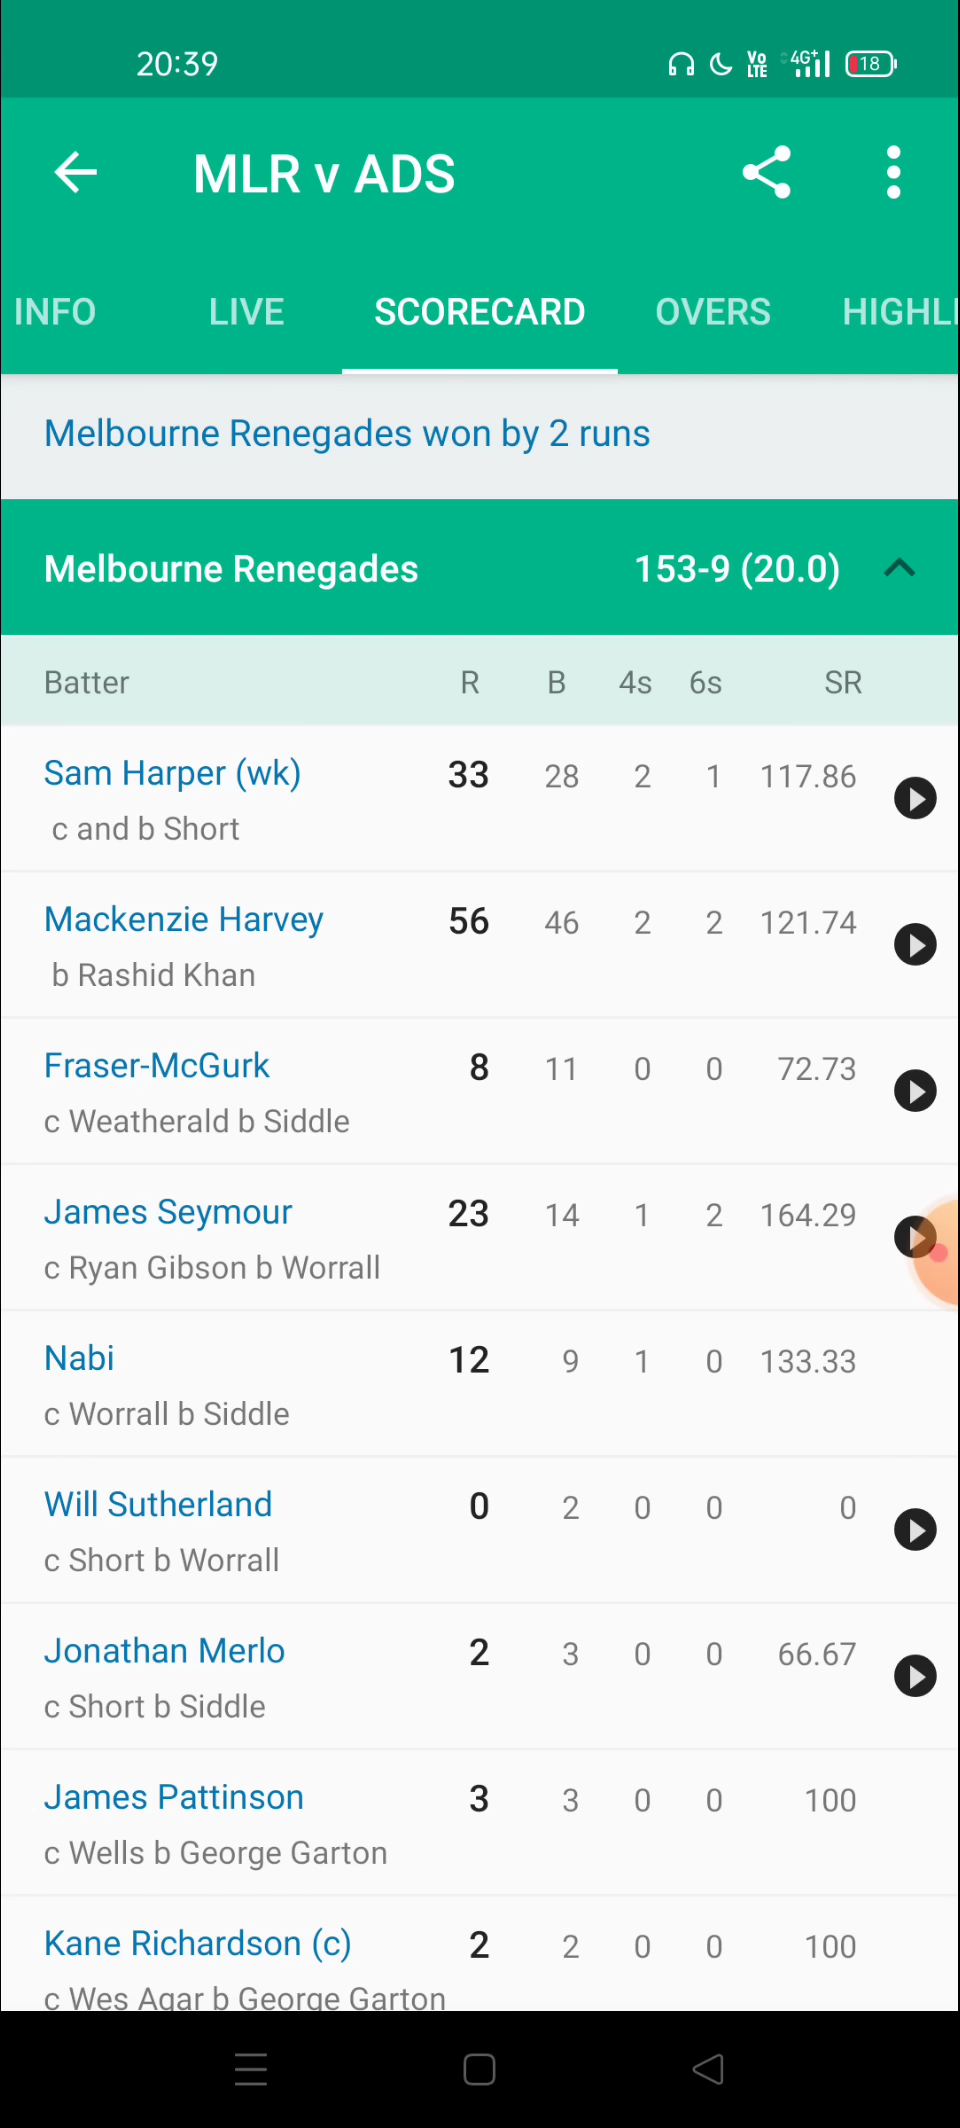 20:39 Vo LTE 4G+ 18
MLR v ADS
INFO LIVE SCORECARD OVERS HIGHLI
Melbourne Renegades won by 2 runs
Melbourne Renegades 153-9 (20.0)
Batter R B 4s 6s SR
Sam Harper (wk) 33 28 2 1 117.86
c and b Short
Mackenzie Harvey 56 46 2 2 121.74
b Rashid Khan
Fraser-McGurk 8 11 0 0 72.73
c Weatherald b Siddle
James Seymour 23 14 1 2 164.29
c Ryan Gibson b Worrall
Nabi 12 9 1 0 133.33
c Worrall b Siddle
Will Sutherland 0 2 0 0 0
c Short b Worrall
Jonathan Merlo 2 3 0 0 66.67
c Short b Siddle
James Pattinson 3 3 0 0 100
c Wells b George Garton
Kane Richardson (c) 2 2 0 0 100
c Wes Agar b George Garton